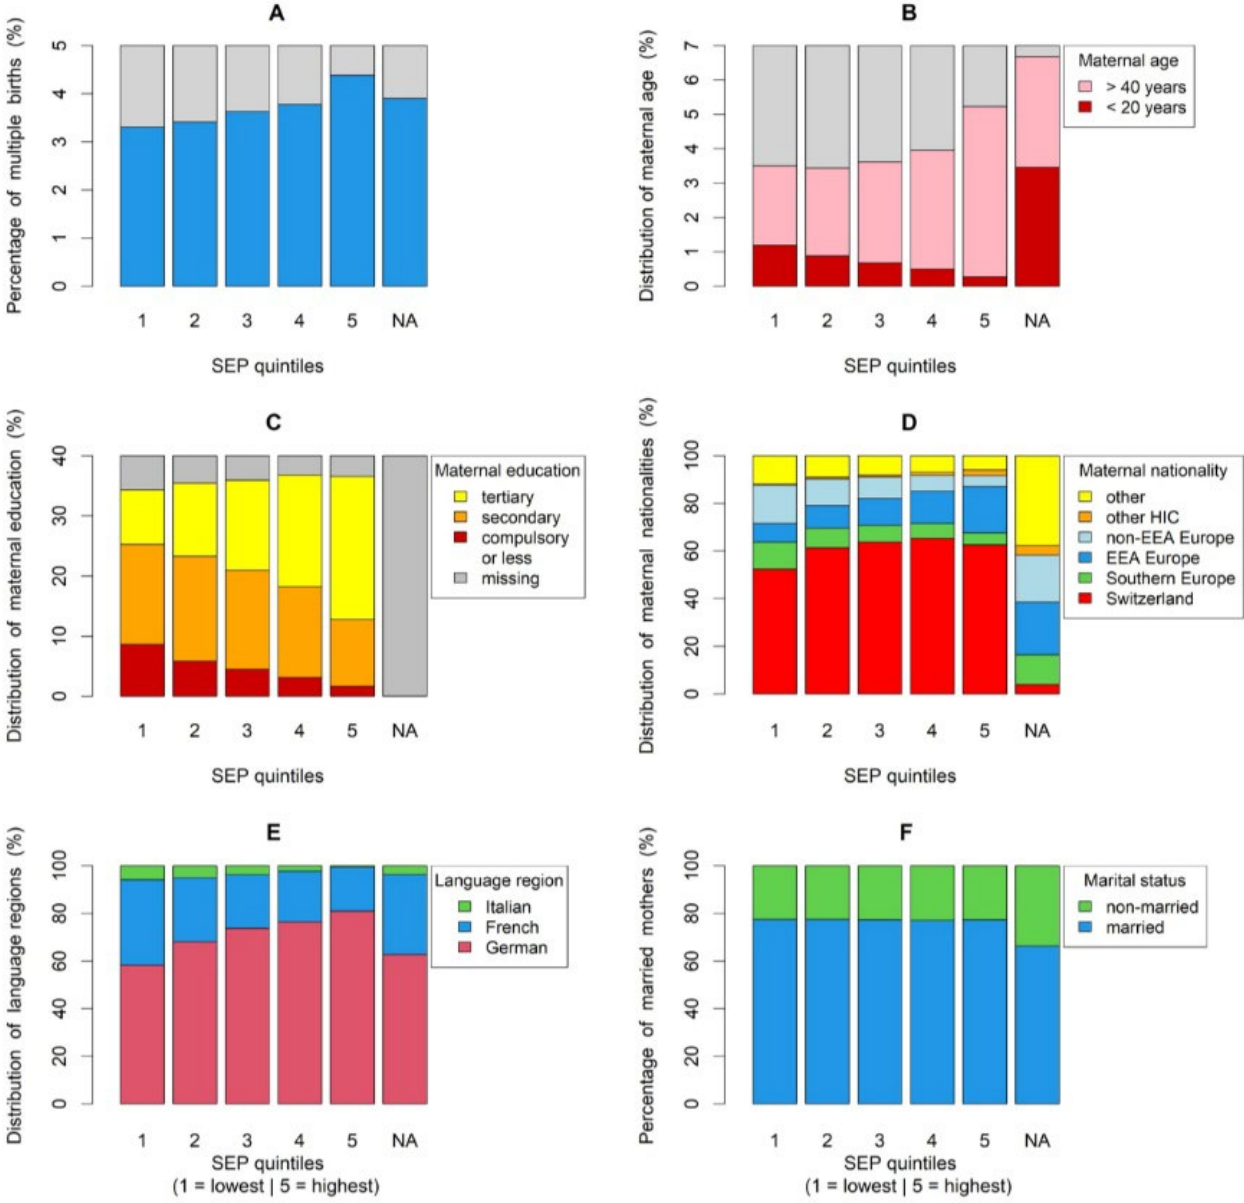 A
Percentage of multiple births (%)
5
4
3
2
1
0
1 2 3 4 5 NA
SEP quintiles
B
Distribution of maternal age (%)
7
6
5
4
3
2
1
0
1 2 3 4 5 NA
SEP quintiles
Maternal age
> 40 years
< 20 years
C
Distribution of maternal education (%)
40
30
20
10
0
1 2 3 4 5 NA
SEP quintiles
Maternal education
tertiary
secondary
compulsory
or less
missing
D
Distribution of maternal nationalities (%)
100
80
60
40
20
0
1 2 3 4 5 NA
SEP quintiles
Maternal nationality
other
other HIC
non-EEA Europe
EEA Europe
Southern Europe
Switzerland
E
Distribution of language regions (%)
100
80
60
40
20
0
1 2 3 4 5 NA
SEP quintiles
(1 = lowest | 5 = highest)
Language region
Italian
French
German
F
Percentage of married mothers (%)
100
80
60
40
20
0
1 2 3 4 5 NA
SEP quintiles
(1 = lowest | 5 = highest)
Marital status
non-married
married